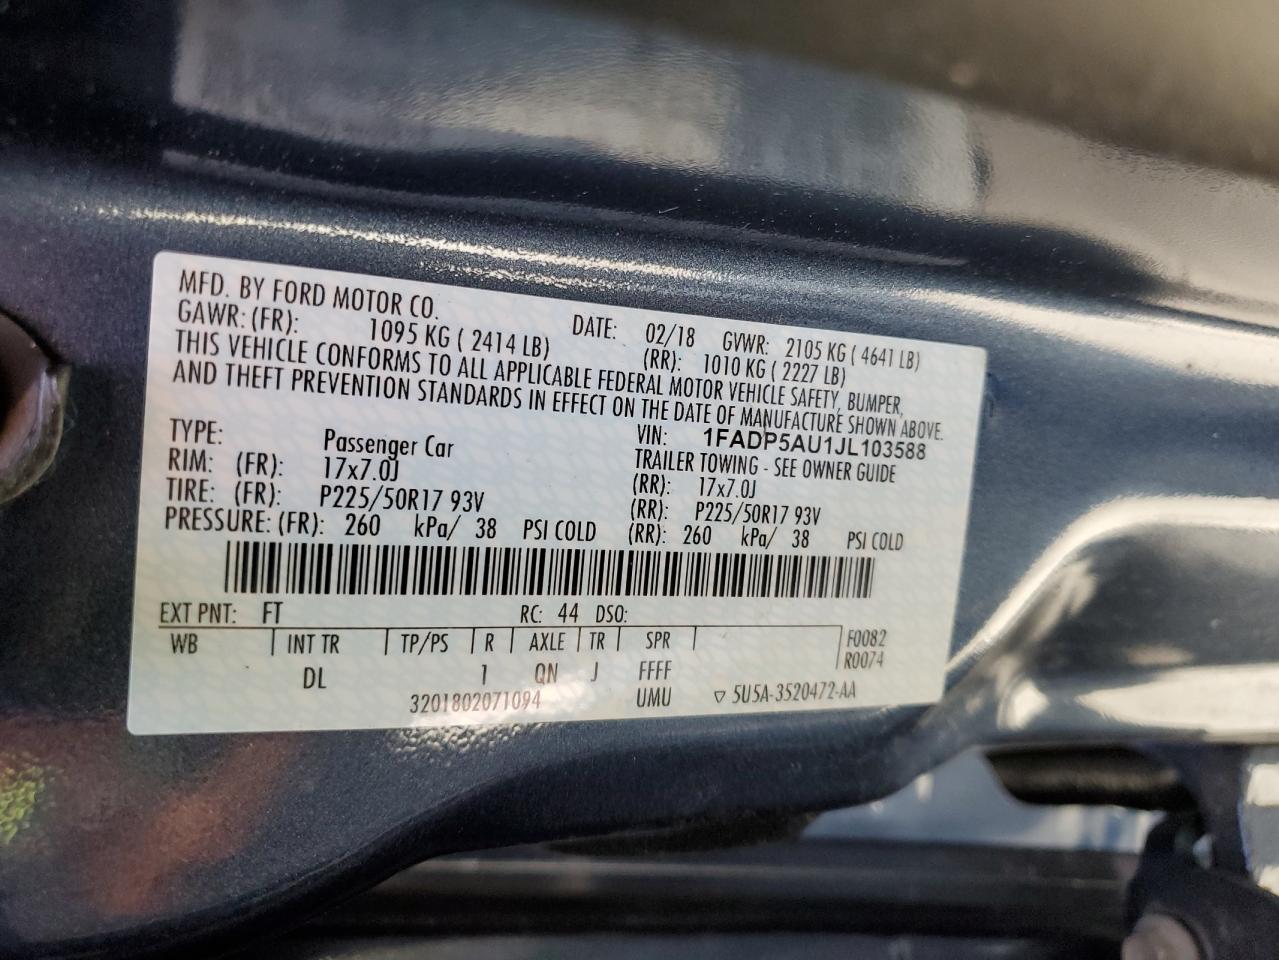 MFD. BY FORD MOTOR CO.
DATE: 02/18 GVWR: 2105 KG ( 4641 LB)
GAWR: (FR): 1095 KG ( 2414 LB) (RR): 1010 KG ( 2227 LB)
THIS VEHICLE CONFORMS TO ALL APPLICABLE FEDERAL MOTOR VEHICLE SAFETY, BUMPER,
AND THEFT PREVENTION STANDARDS IN EFFECT ON THE DATE OF MANUFACTURE SHOWN ABOVE.
VIN: 1FADP5AU1JL103588
TYPE: Passenger Car TRAILER TOWING - SEE OWNER GUIDE
RIM: (FR): 17x7.0J (RR): 17x7.0J
TIRE: (FR): P225/50R17 93V (RR): P225/50R17 93V
PRESSURE: (FR): 260 kPa/ 38 PSI COLD (RR): 260 kPa/ 38 PSI COLD
EXT PNT: FT RC: 44 DSO:
WB INT TR TP/PS R AXLE TR SPR F0082
R0074
DL 1 QN J FFFF
3201802071094 UMU ▽ 5U5A-3520472-AA